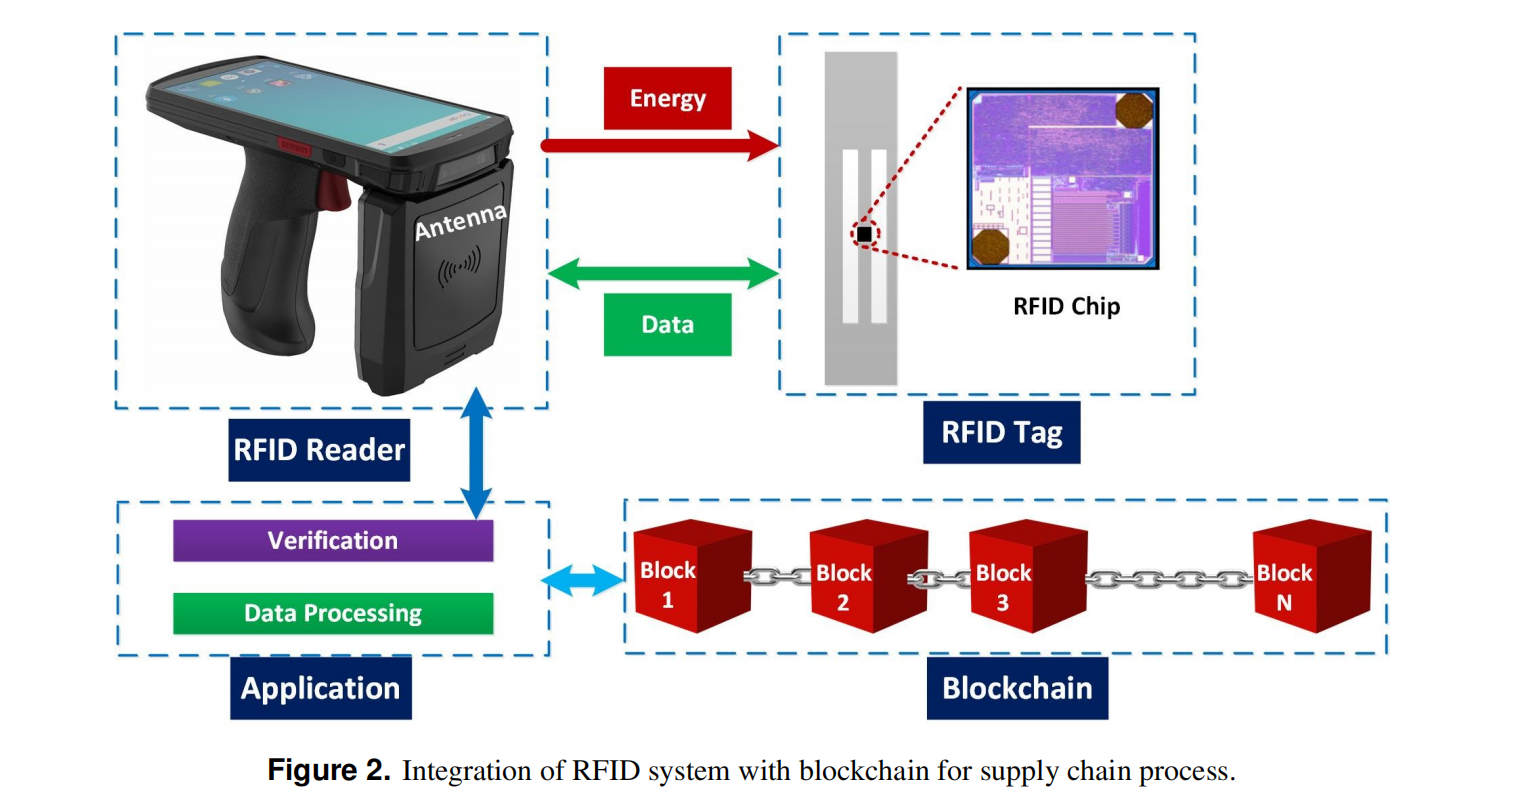 Energy
Antenna
Data
RFID Chip
RFID Reader
RFID Tag
Verification
Data Processing
Application
Block
1
Block
2
Block
3
Block
N
Blockchain
Figure 2. Integration of RFID system with blockchain for supply chain process.